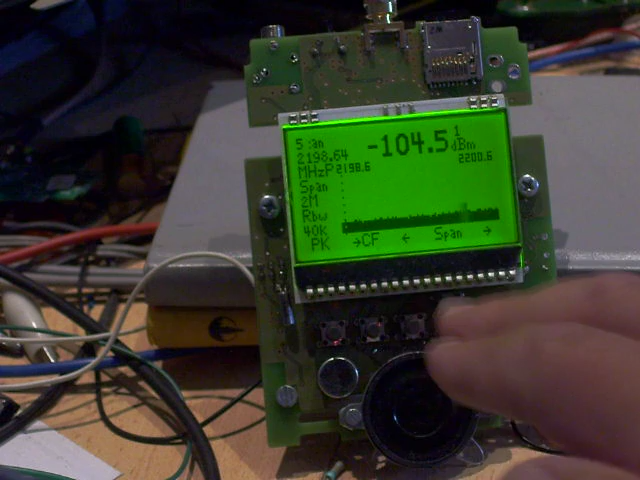 S:an
-104.5
1
dBm
2198.64
MHzP
2198.6
2200.6
Span
2M
Rbw
40K
PK
→CF
←
Span
→